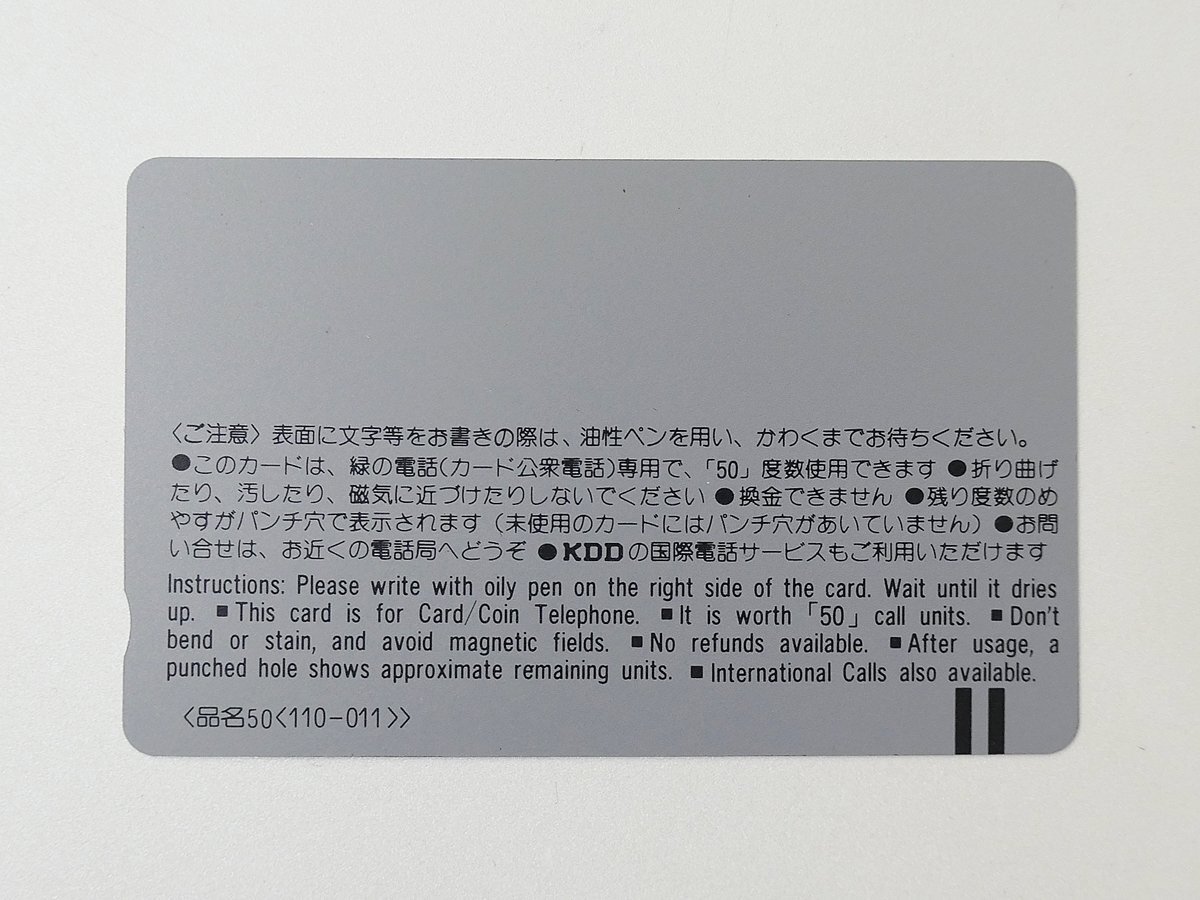 〈ご注意〉表面に文字等をお書きの際は、油性ペンを用い、かわくまでお待ちください。
●このカードは、緑の電話(カード公衆電話)専用で、「50」度数使用できます ●折り曲げ
たり、汚したり、磁気に近づけたりしないでください ●換金できません ●残り度数のめ
やすがパンチ穴で表示されます(未使用のカードにはパンチ穴があいていません) ●お問
い合せは、お近くの電話局へどうぞ ●KDDの国際電話サービスもご利用いただけます
Instructions: Please write with oily pen on the right side of the card. Wait until it dries
up. ■This card is for Card/Coin Telephone. ■It is worth「50」call units. ■Don't
bend or stain, and avoid magnetic fields. ■No refunds available. ■After usage, a
punched hole shows approximate remaining units. ■International Calls also available.
〈品名50〈110-011〉〉